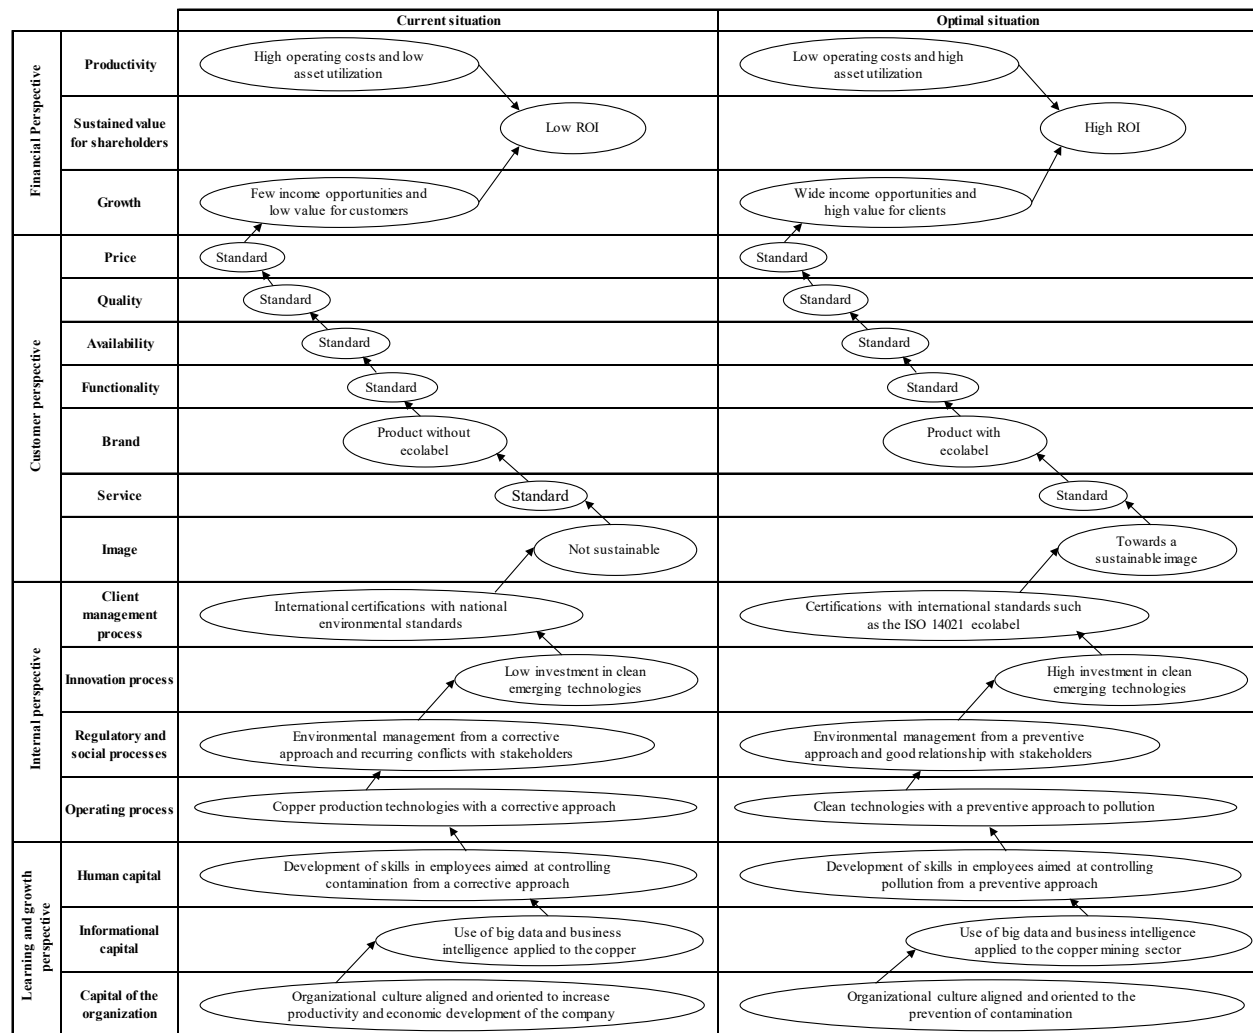 Current situation
Optimal situation
Financial Perspective
Productivity
High operating costs and low
asset utilization
Low operating costs and high
asset utilization
Sustained value
for shareholders
Low ROI
High ROI
Growth
Few income opportunities and
low value for customers
Wide income opportunities and
high value for clients
Customer perspective
Price
Standard
Standard
Quality
Standard
Standard
Availability
Standard
Standard
Functionality
Standard
Standard
Brand
Product without
ecolabel
Product with
ecolabel
Service
Standard
Standard
Image
Not sustainable
Towards a
sustainable image
Internal perspective
Client
management
process
International certifications with national
environmental standards
Certifications with international standards such
as the ISO 14021 ecolabel
Innovation process
Low investment in clean
emerging technologies
High investment in clean
emerging technologies
Regulatory and
social processes
Environmental management from a corrective
approach and recurring conflicts with stakeholders
Environmental management from a preventive
approach and good relationship with stakeholders
Operating process
Copper production technologies with a corrective approach
Clean technologies with a preventive approach to pollution
Learning and growth
perspective
Human capital
Development of skills in employees aimed at controlling
contamination from a corrective approach
Development of skills in employees aimed at controlling
pollution from a preventive approach
Informational
capital
Use of big data and business
intelligence applied to the copper
Use of big data and business intelligence
applied to the copper mining sector
Capital of the
organization
Organizational culture aligned and oriented to increase
productivity and economic development of the company
Organizational culture aligned and oriented to the
prevention of contamination